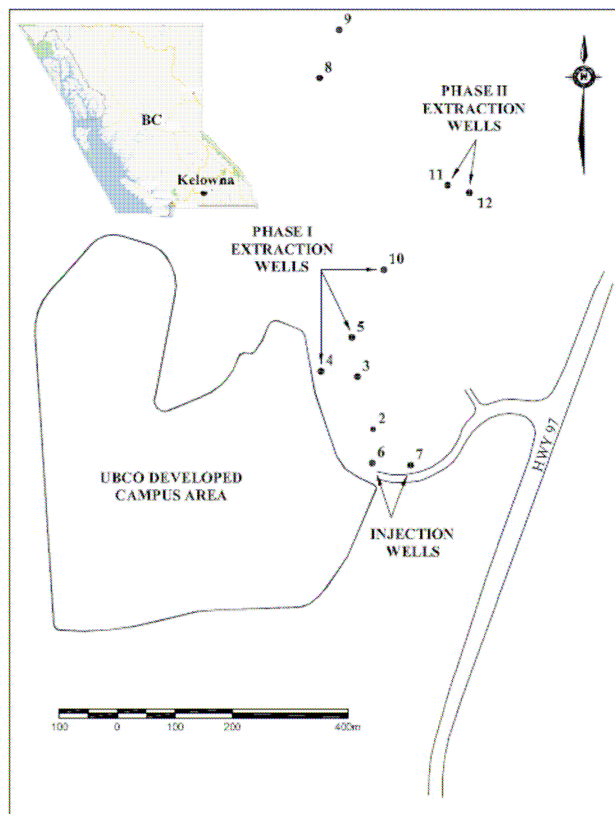 9
8
PHASE II
EXTRACTION
WELLS
BC
Kelowna
11
12
PHASE I
EXTRACTION
WELLS
10
5
4
3
2
6
7
UBCO DEVELOPED
CAMPUS AREA
HWY 97
INJECTION
WELLS
100 0 100 200 400m